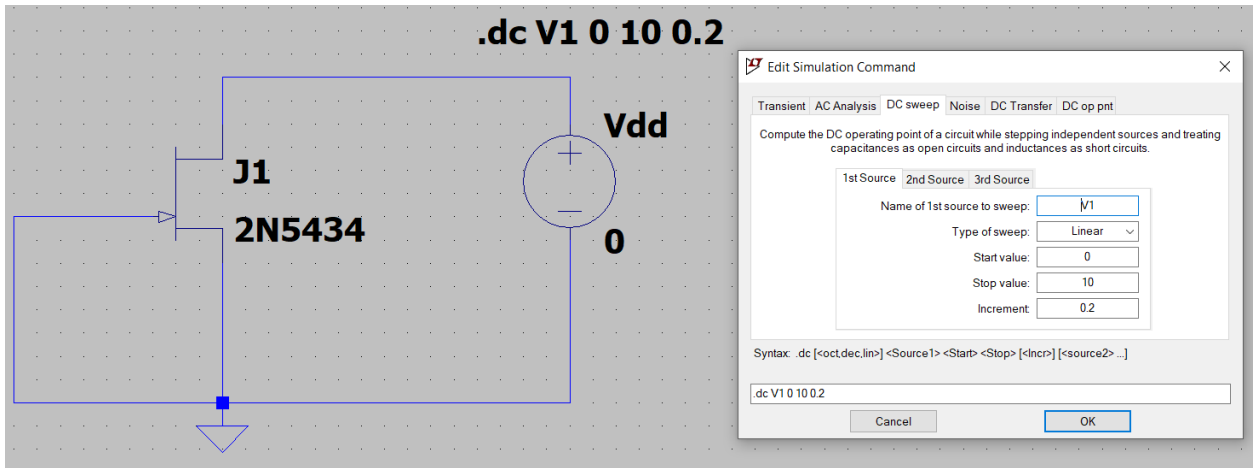 .dc V1 0 10 0.2
Vdd
J1
2N5434
0
Edit Simulation Command
Transient AC Analysis DC sweep Noise DC Transfer DC op pnt
Compute the DC operating point of a circuit while stepping independent sources and treating
capacitances as open circuits and inductances as short circuits.
1st Source 2nd Source 3rd Source
Name of 1st source to sweep: V1
Type of sweep: Linear
Start value: 0
Stop value: 10
Increment: 0.2
Syntax: .dc [<oct,dec,lin>] <Source1> <Start> <Stop> [<Incr>] [<source2> ...]
.dc V1 0 10 0.2
Cancel OK